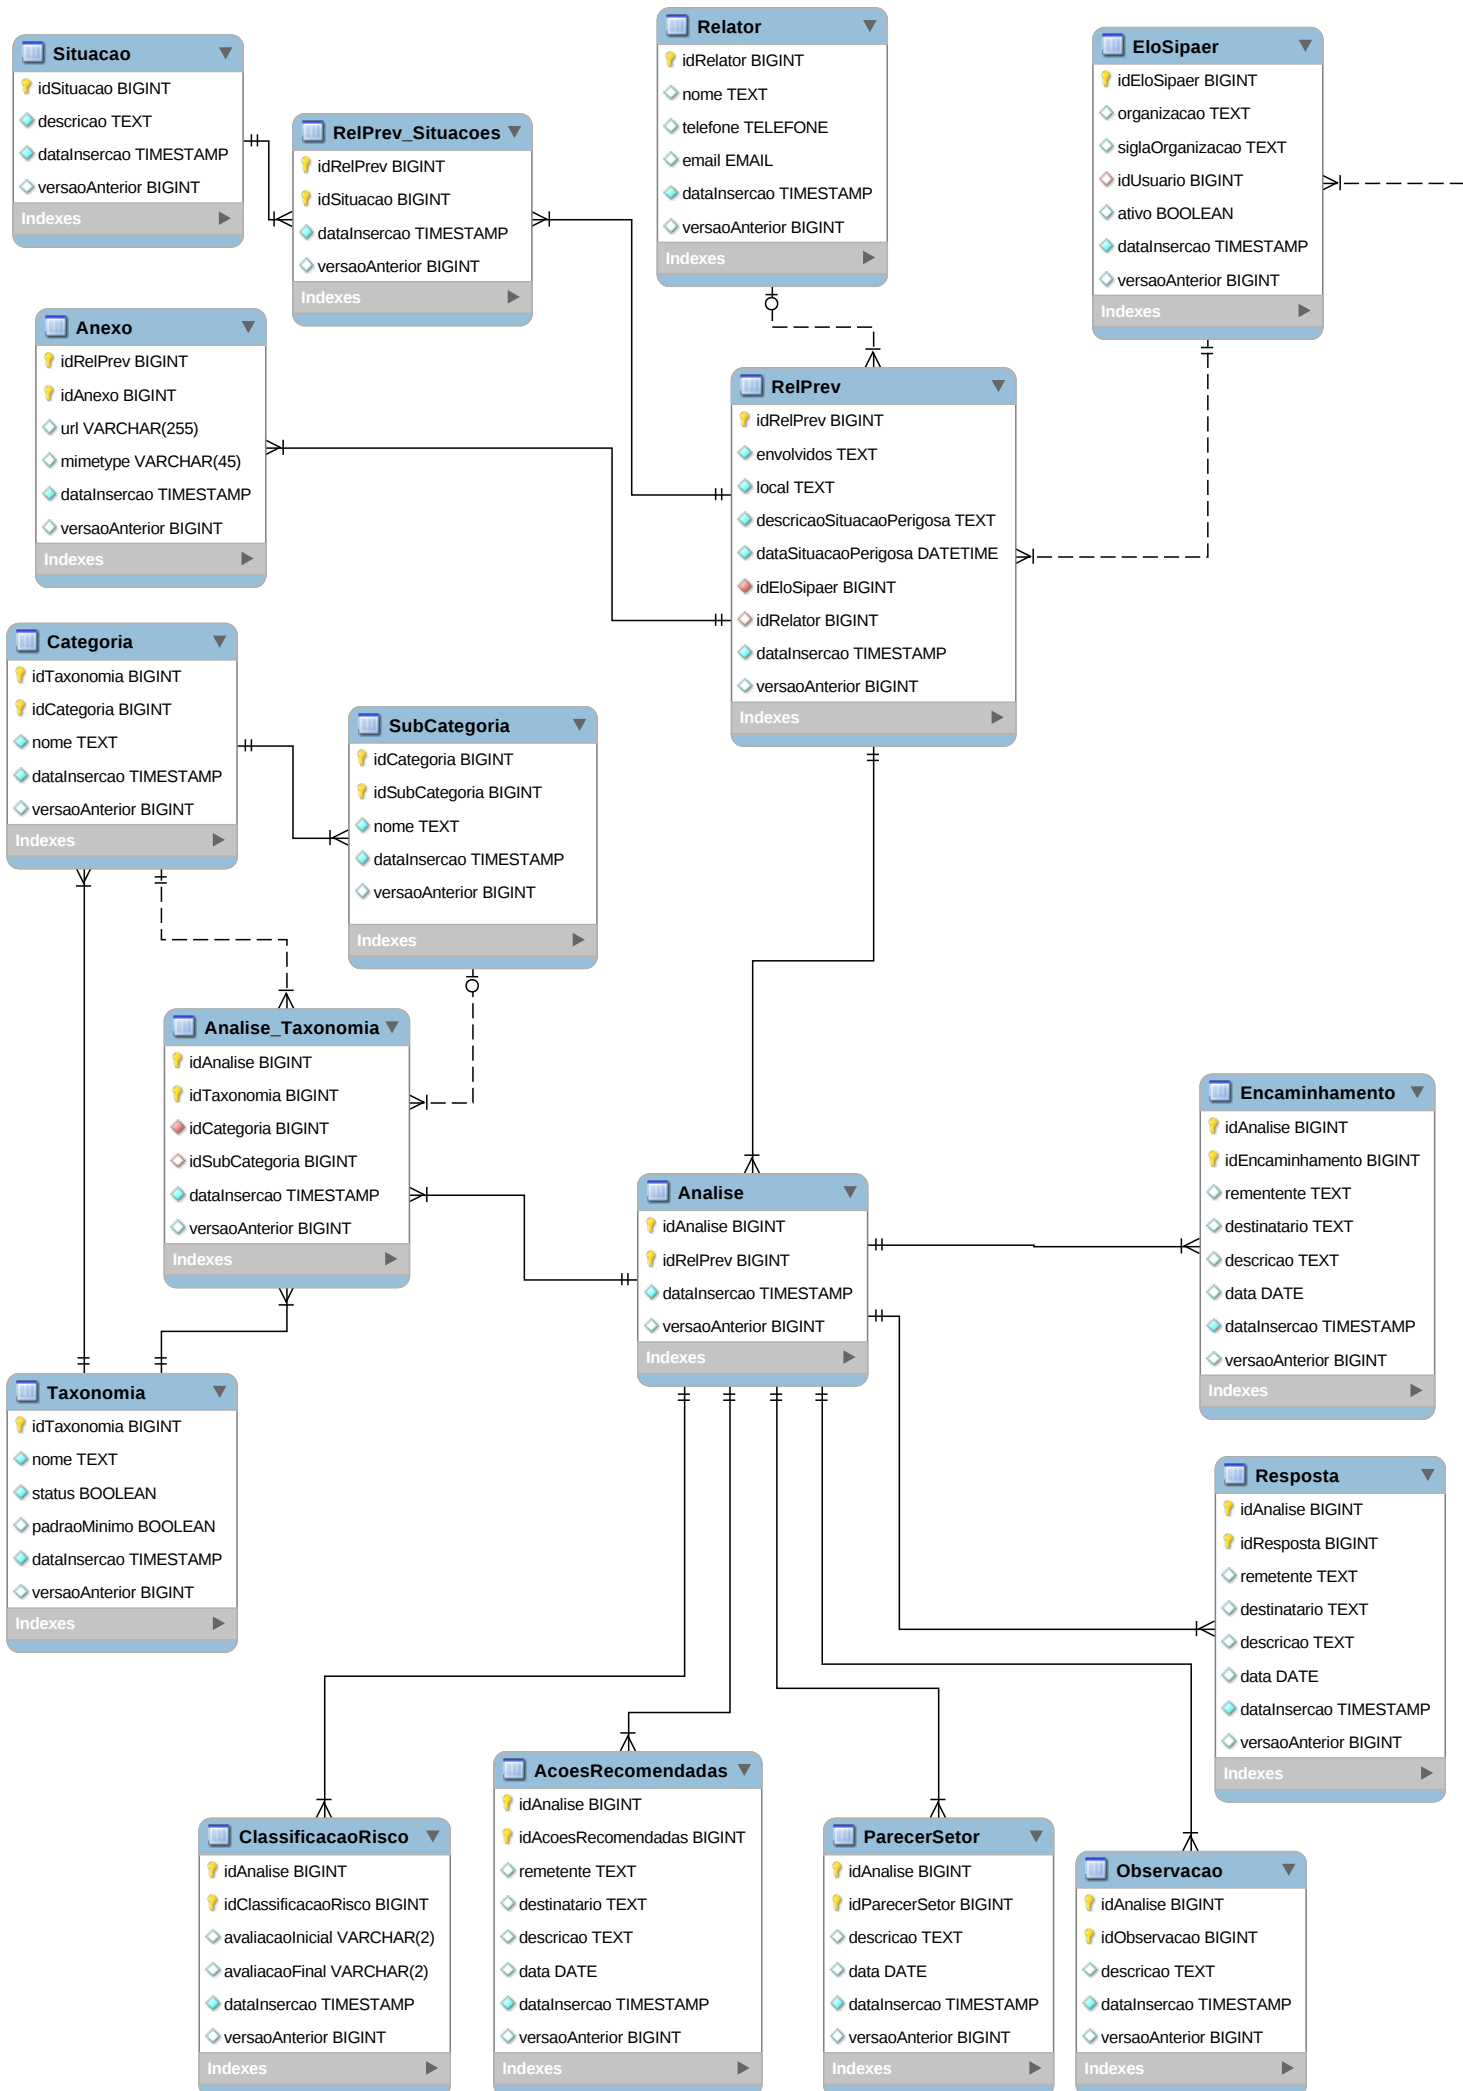 Situacao
idSituacao BIGINT
descricao TEXT
dataInsercao TIMESTAMP
versaoAnterior BIGINT
Indexes
RelPrev_Situacoes
idRelPrev BIGINT
idSituacao BIGINT
dataInsercao TIMESTAMP
versaoAnterior BIGINT
Indexes
Relator
idRelator BIGINT
nome TEXT
telefone TELEFONE
email EMAIL
dataInsercao TIMESTAMP
versaoAnterior BIGINT
Indexes
EloSipaer
idEloSipaer BIGINT
organizacao TEXT
siglaOrganizacao TEXT
idUsuario BIGINT
ativo BOOLEAN
dataInsercao TIMESTAMP
versaoAnterior BIGINT
Indexes
Anexo
idRelPrev BIGINT
idAnexo BIGINT
url VARCHAR(255)
mimetype VARCHAR(45)
dataInsercao TIMESTAMP
versaoAnterior BIGINT
Indexes
RelPrev
idRelPrev BIGINT
envolvidos TEXT
local TEXT
descricaoSituacaoPerigosa TEXT
dataSituacaoPerigosa DATETIME
idEloSipaer BIGINT
idRelator BIGINT
dataInsercao TIMESTAMP
versaoAnterior BIGINT
Indexes
Categoria
idTaxonomia BIGINT
idCategoria BIGINT
nome TEXT
dataInsercao TIMESTAMP
versaoAnterior BIGINT
Indexes
SubCategoria
idCategoria BIGINT
idSubCategoria BIGINT
nome TEXT
dataInsercao TIMESTAMP
versaoAnterior BIGINT
Indexes
Analise_Taxonomia
idAnalise BIGINT
idTaxonomia BIGINT
idCategoria BIGINT
idSubCategoria BIGINT
dataInsercao TIMESTAMP
versaoAnterior BIGINT
Indexes
Analise
idAnalise BIGINT
idRelPrev BIGINT
dataInsercao TIMESTAMP
versaoAnterior BIGINT
Indexes
Encaminhamento
idAnalise BIGINT
idEncaminhamento BIGINT
rementente TEXT
destinatario TEXT
descricao TEXT
data DATE
dataInsercao TIMESTAMP
versaoAnterior BIGINT
Indexes
Taxonomia
idTaxonomia BIGINT
nome TEXT
status BOOLEAN
padraoMinimo BOOLEAN
dataInsercao TIMESTAMP
versaoAnterior BIGINT
Indexes
Resposta
idAnalise BIGINT
idResposta BIGINT
remetente TEXT
destinatario TEXT
descricao TEXT
data DATE
dataInsercao TIMESTAMP
versaoAnterior BIGINT
Indexes
ClassificacaoRisco
idAnalise BIGINT
idClassificacaoRisco BIGINT
avaliacaoInicial VARCHAR(2)
avaliacaoFinal VARCHAR(2)
dataInsercao TIMESTAMP
versaoAnterior BIGINT
Indexes
AcoesRecomendadas
idAnalise BIGINT
idAcoesRecomendadas BIGINT
remetente TEXT
destinatario TEXT
descricao TEXT
data DATE
dataInsercao TIMESTAMP
versaoAnterior BIGINT
Indexes
ParecerSetor
idAnalise BIGINT
idParecerSetor BIGINT
descricao TEXT
data DATE
dataInsercao TIMESTAMP
versaoAnterior BIGINT
Indexes
Observacao
idAnalise BIGINT
idObservacao BIGINT
descricao TEXT
dataInsercao TIMESTAMP
versaoAnterior BIGINT
Indexes